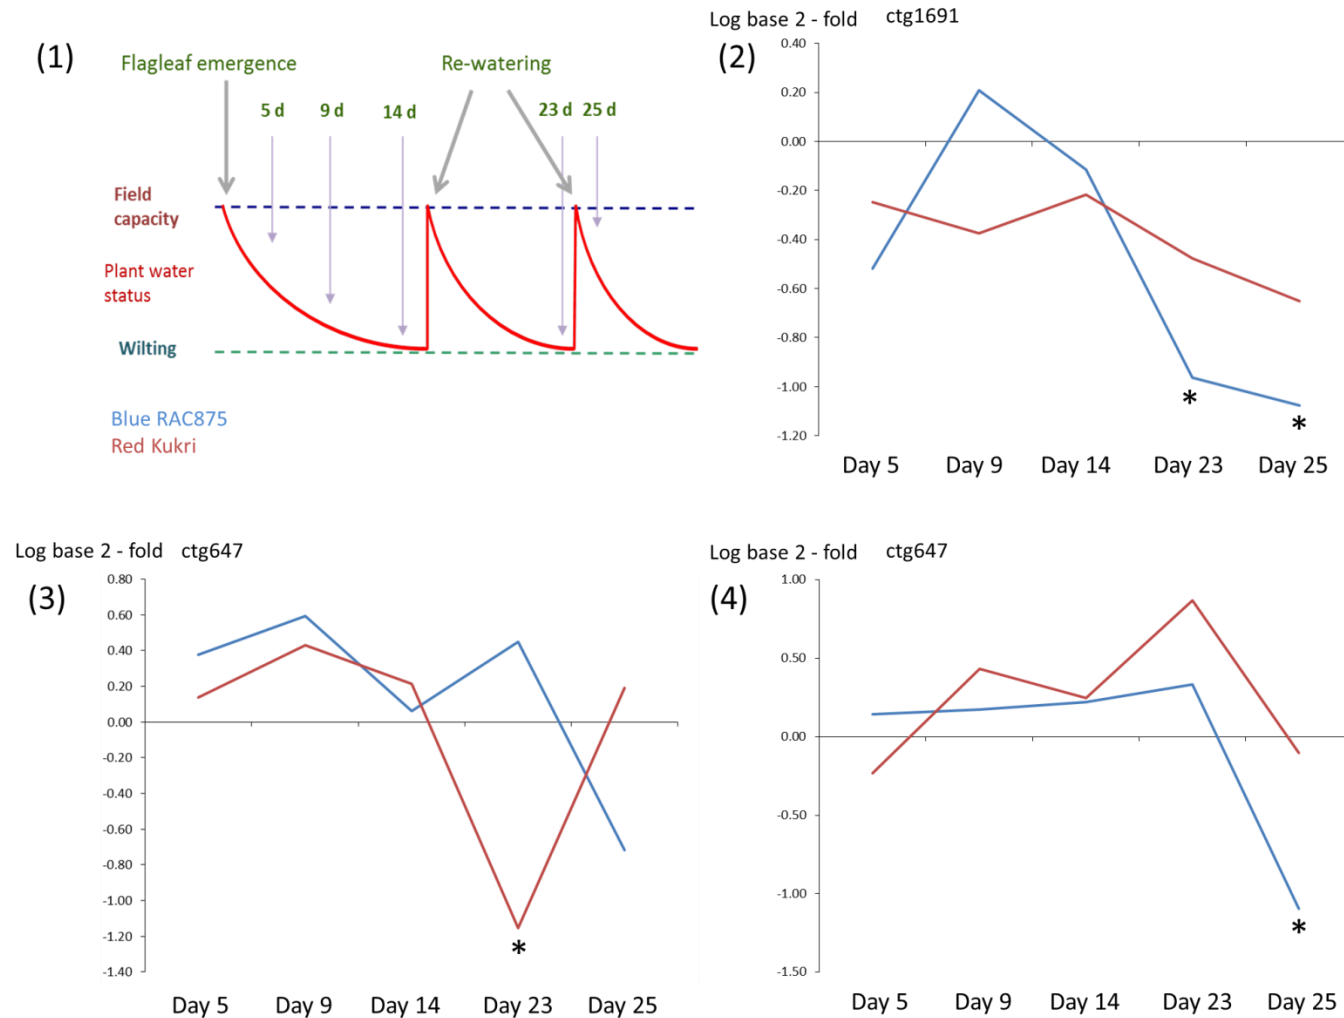 (1)
Flagleaf emergence
Re-watering
5 d
9 d
14 d
23 d
25 d
Field
capacity
Plant water
status
Wilting
Blue RAC875
Red Kukri
Log base 2 - fold ctg1691
(2)
0.40
0.20
0.00
-0.20
-0.40
-0.60
-0.80
-1.00
-1.20
*
*
Day 5 Day 9 Day 14 Day 23 Day 25
Log base 2 - fold ctg647
(3)
0.80
0.60
0.40
0.20
0.00
-0.20
-0.40
-0.60
-0.80
-1.00
-1.20
-1.40
*
Day 5 Day 9 Day 14 Day 23 Day 25
Log base 2 - fold ctg647
(4)
1.00
0.50
0.00
-0.50
-1.00
-1.50
*
Day 5 Day 9 Day 14 Day 23 Day 25